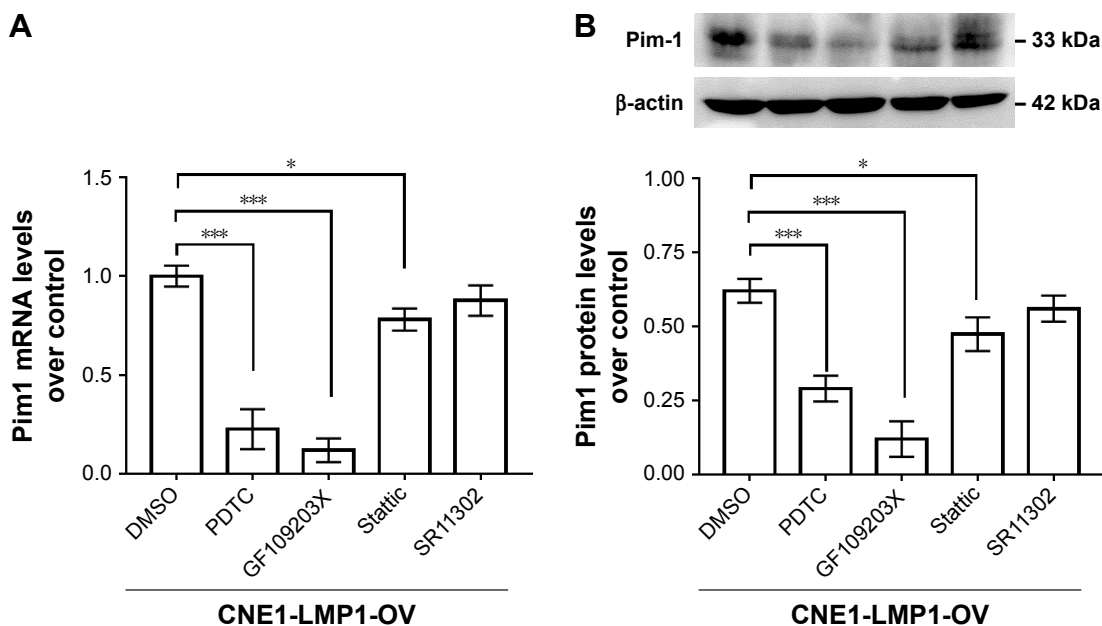 A
Pim1 mRNA levels
over control
1.5
1.0
0.5
0.0
*
***
***
DMSO
PDTC
GF109203X
Stattic
SR11302
CNE1-LMP1-OV
B
Pim-1
33 kDa
β-actin
42 kDa
Pim1 protein levels
over control
1.00
0.75
0.50
0.25
0.00
*
***
***
DMSO
PDTC
GF109203X
Stattic
SR11302
CNE1-LMP1-OV